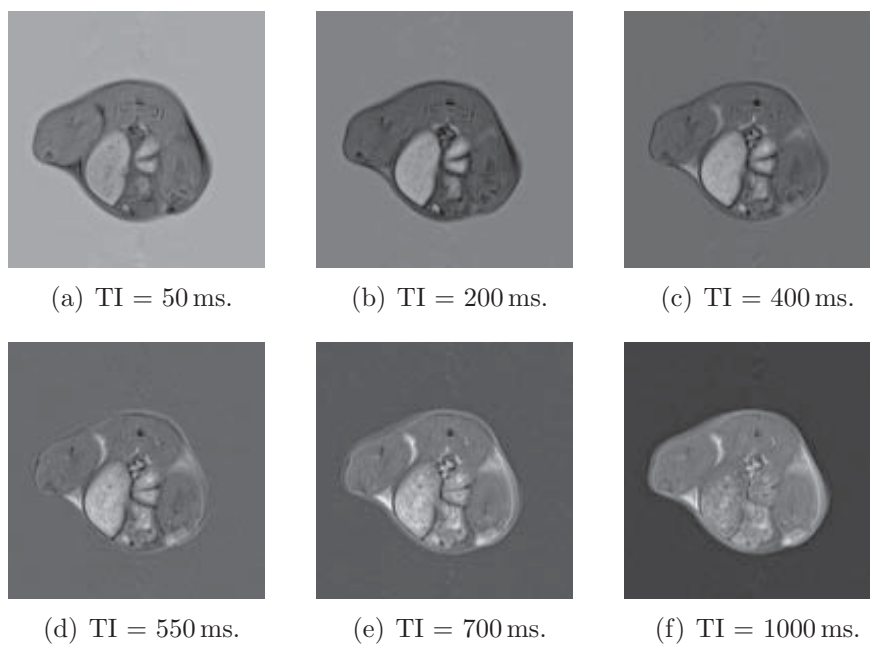 (a) TI = 50 ms.
(b) TI = 200 ms.
(c) TI = 400 ms.
(d) TI = 550 ms.
(e) TI = 700 ms.
(f) TI = 1000 ms.